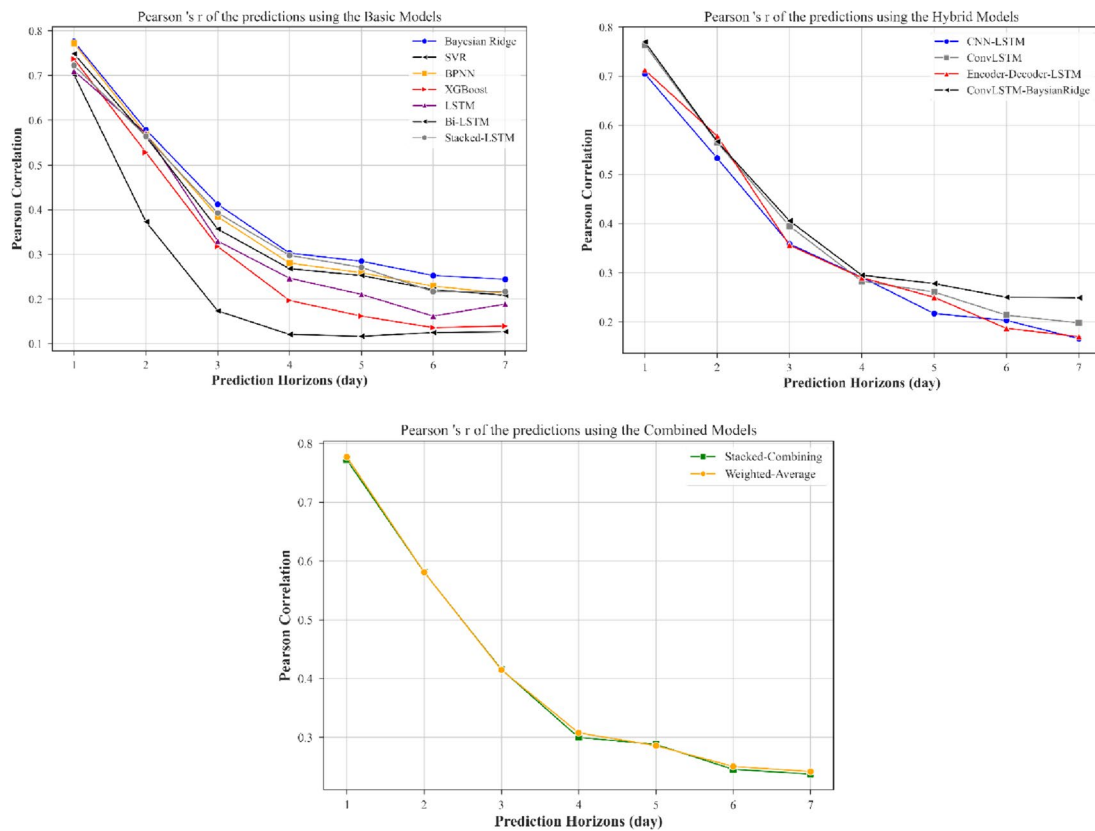 Pearson 's r of the predictions using the Basic Models
0.8
0.7
0.6
0.5
0.4
0.3
0.2
0.1
Pearson Correlation
Bayesian Ridge
SVR
BPNN
XGBoost
LSTM
Bi-LSTM
Stacked-LSTM
1 2 3 4 5 6 7
Prediction Horizons (day)
Pearson 's r of the predictions using the Hybrid Models
0.8
0.7
0.6
0.5
0.4
0.3
0.2
Pearson Correlation
CNN-LSTM
ConvLSTM
Encoder-Decoder-LSTM
ConvLSTM-BaysianRidge
1 2 3 4 5 6 7
Prediction Horizons (day)
Pearson 's r of the predictions using the Combined Models
0.8
0.7
0.6
0.5
0.4
0.3
Pearson Correlation
Stacked-Combining
Weighted-Average
1 2 3 4 5 6 7
Prediction Horizons (day)